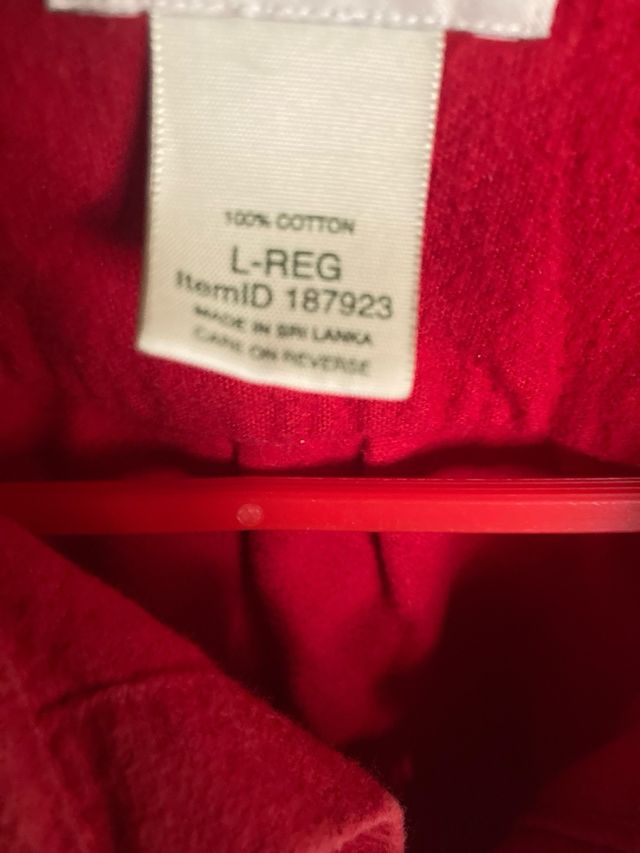 100% COTTON
L-REG
ItemID 187923
MADE IN SRI LANKA
CARE ON REVERSE